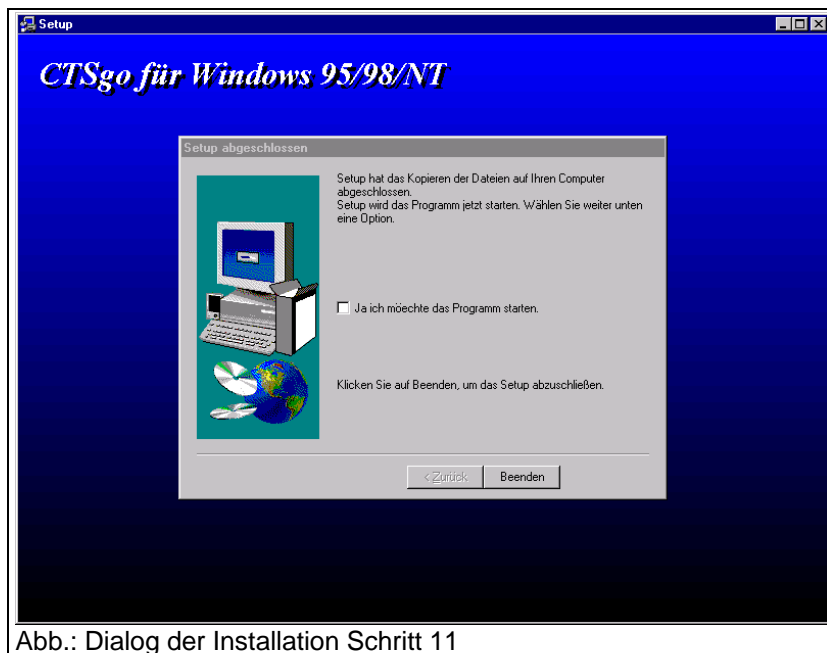 Setup
CTSgo für Windows 95/98/NT
Setup abgeschlossen
Setup hat das Kopieren der Dateien auf Ihren Computer
abgeschlossen.
Setup wird das Programm jetzt starten. Wählen Sie weiter unten
eine Option.
Ja ich möechte das Programm starten.
Klicken Sie auf Beenden, um das Setup abzuschließen.
< Zurück
Beenden
Abb.: Dialog der Installation Schritt 11